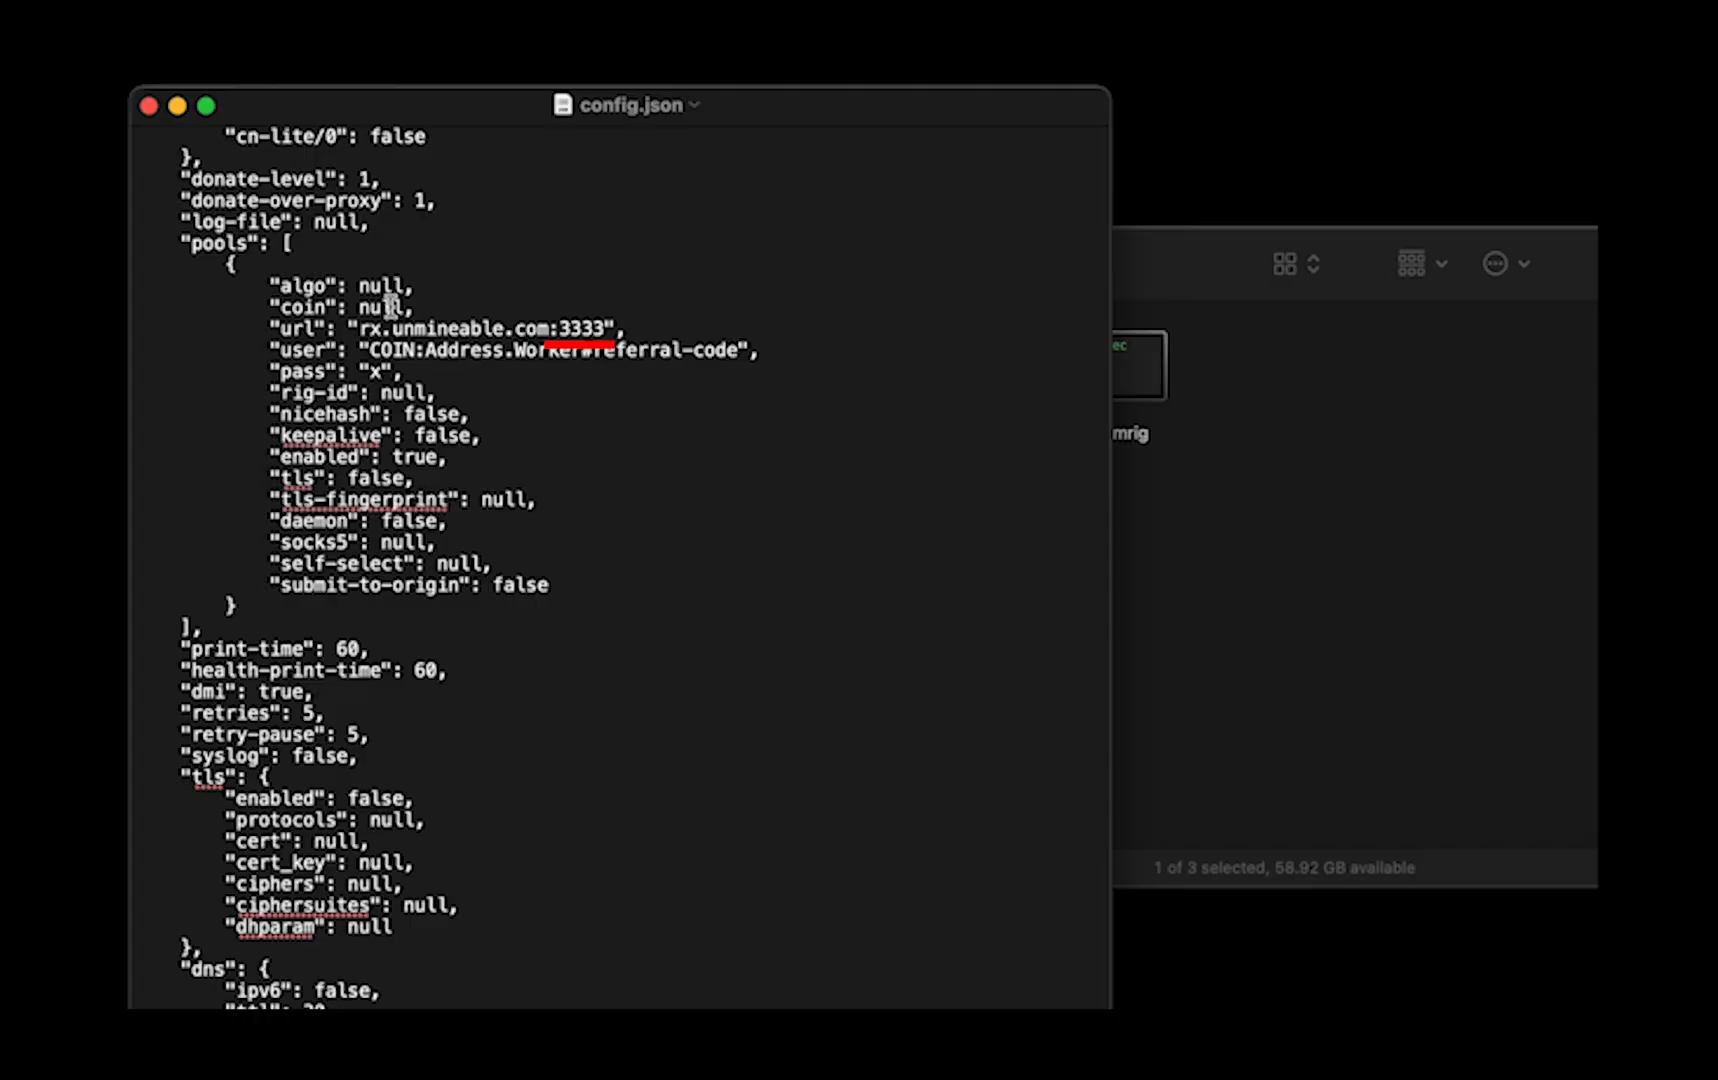 config.json
"cn-lite/0": false
},
"donate-level": 1,
"donate-over-proxy": 1,
"log-file": null,
"pools": [
{
"algo": null,
"coin": null,
"url": "rx.unmineable.com:3333",
"user": "COIN:Address.Worker#referral-code",
"pass": "x",
"rig-id": null,
"nicehash": false,
"keepalive": false,
"enabled": true,
"tls": false,
"tls-fingerprint": null,
"daemon": false,
"socks5": null,
"self-select": null,
"submit-to-origin": false
}
],
"print-time": 60,
"health-print-time": 60,
"dmi": true,
"retries": 5,
"retry-pause": 5,
"syslog": false,
"tls": {
"enabled": false,
"protocols": null,
"cert": null,
"cert_key": null,
"ciphers": null,
"ciphersuites": null,
"dhparam": null
},
"dns": {
"ipv6": false,
ec
mrig
1 of 3 selected, 58.92 GB available